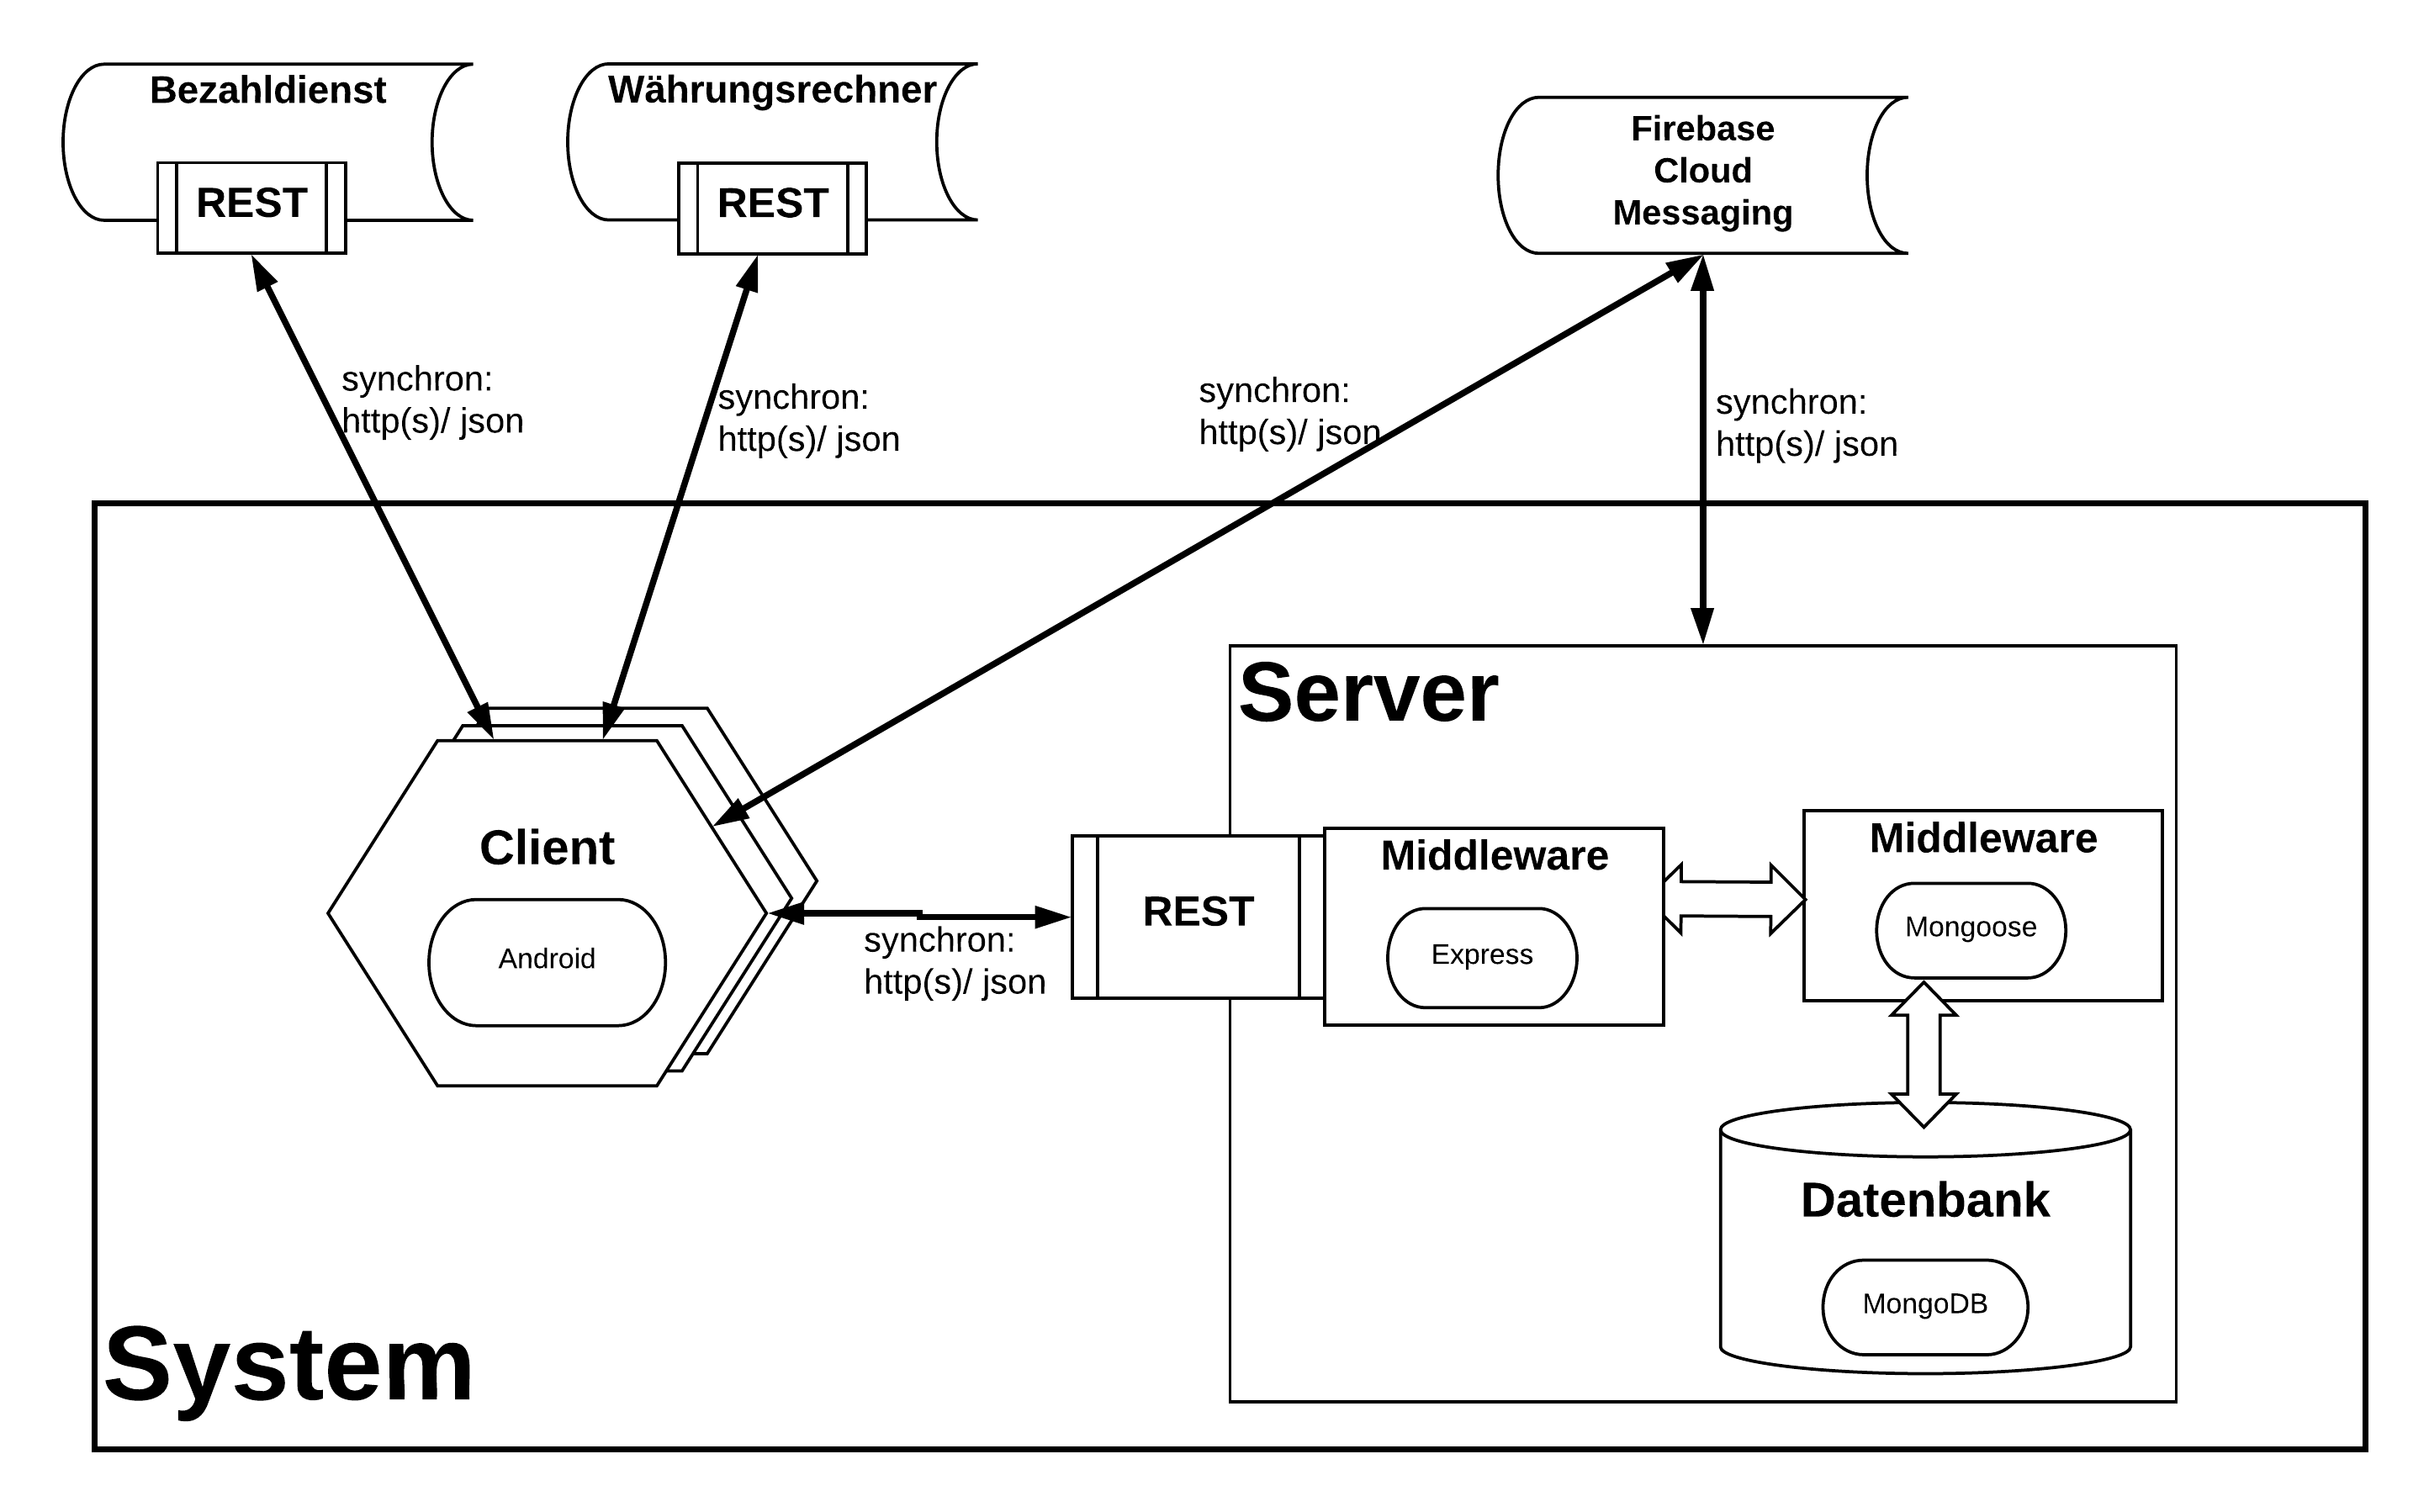 Bezahldienst
REST
Währungsrechner
REST
Firebase
Cloud
Messaging
synchron:
http(s)/ json
synchron:
http(s)/ json
synchron:
http(s)/ json
synchron:
http(s)/ json
Server
Client
Android
synchron:
http(s)/ json
REST
Middleware
Express
Middleware
Mongoose
Datenbank
MongoDB
System